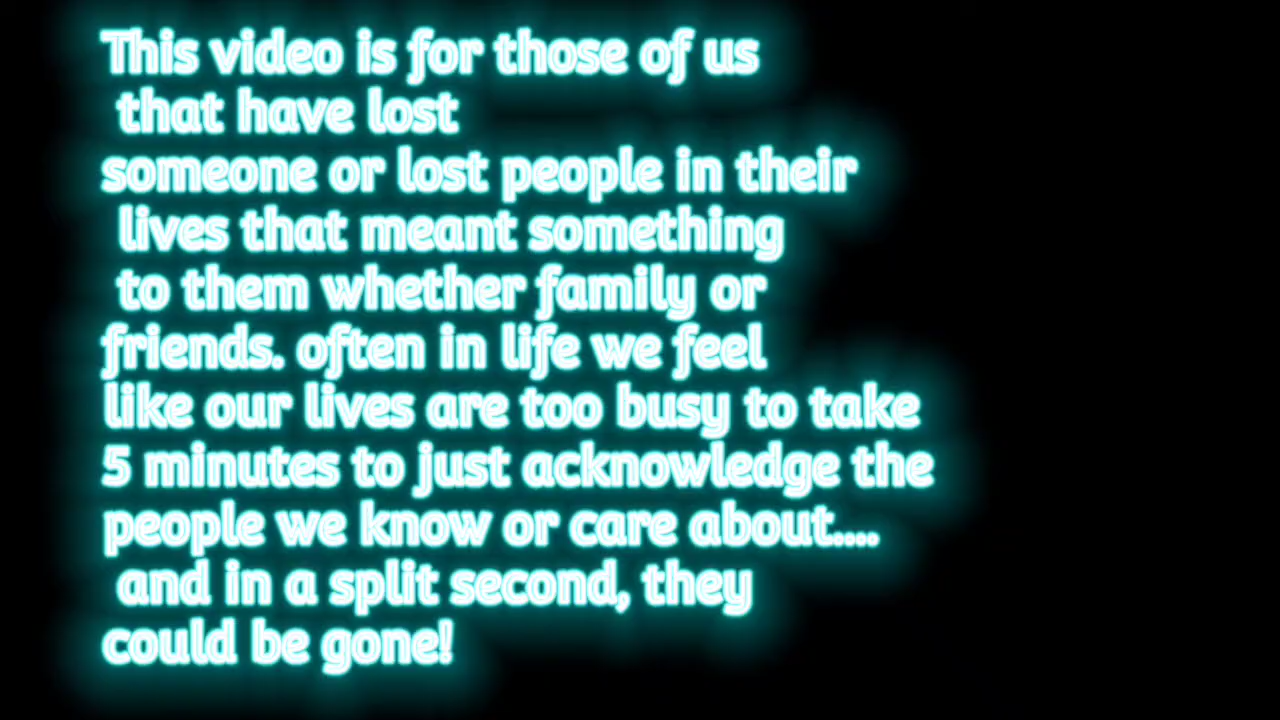 This video is for those of us
that have lost
someone or lost people in their
lives that meant something
to them whether family or
friends. often in life we feel
like our lives are too busy to take
5 minutes to just acknowledge the
people we know or care about....
and in a split second, they
could be gone!